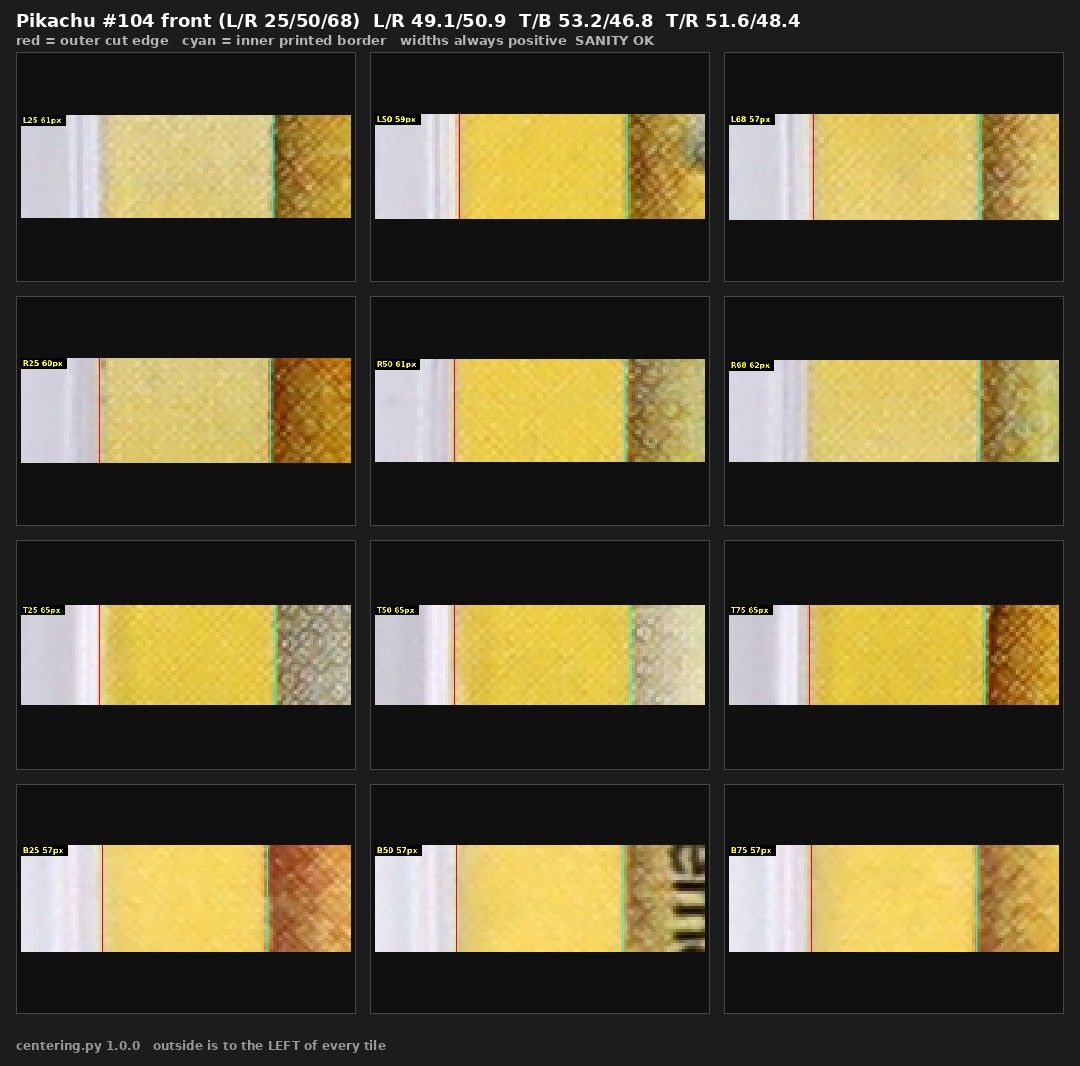 Pikachu #104 front (L/R 25/50/68)  L/R 49.1/50.9  T/B 53.2/46.8  T/R 51.6/48.4
red = outer cut edge   cyan = inner printed border   widths always positive  SANITY OK
L25 61px
L50 59px
L68 57px
R25 60px
R50 61px
R68 62px
T25 65px
T50 65px
T75 65px
B25 57px
B50 57px
B75 57px
centering.py 1.0.0   outside is to the LEFT of every tile